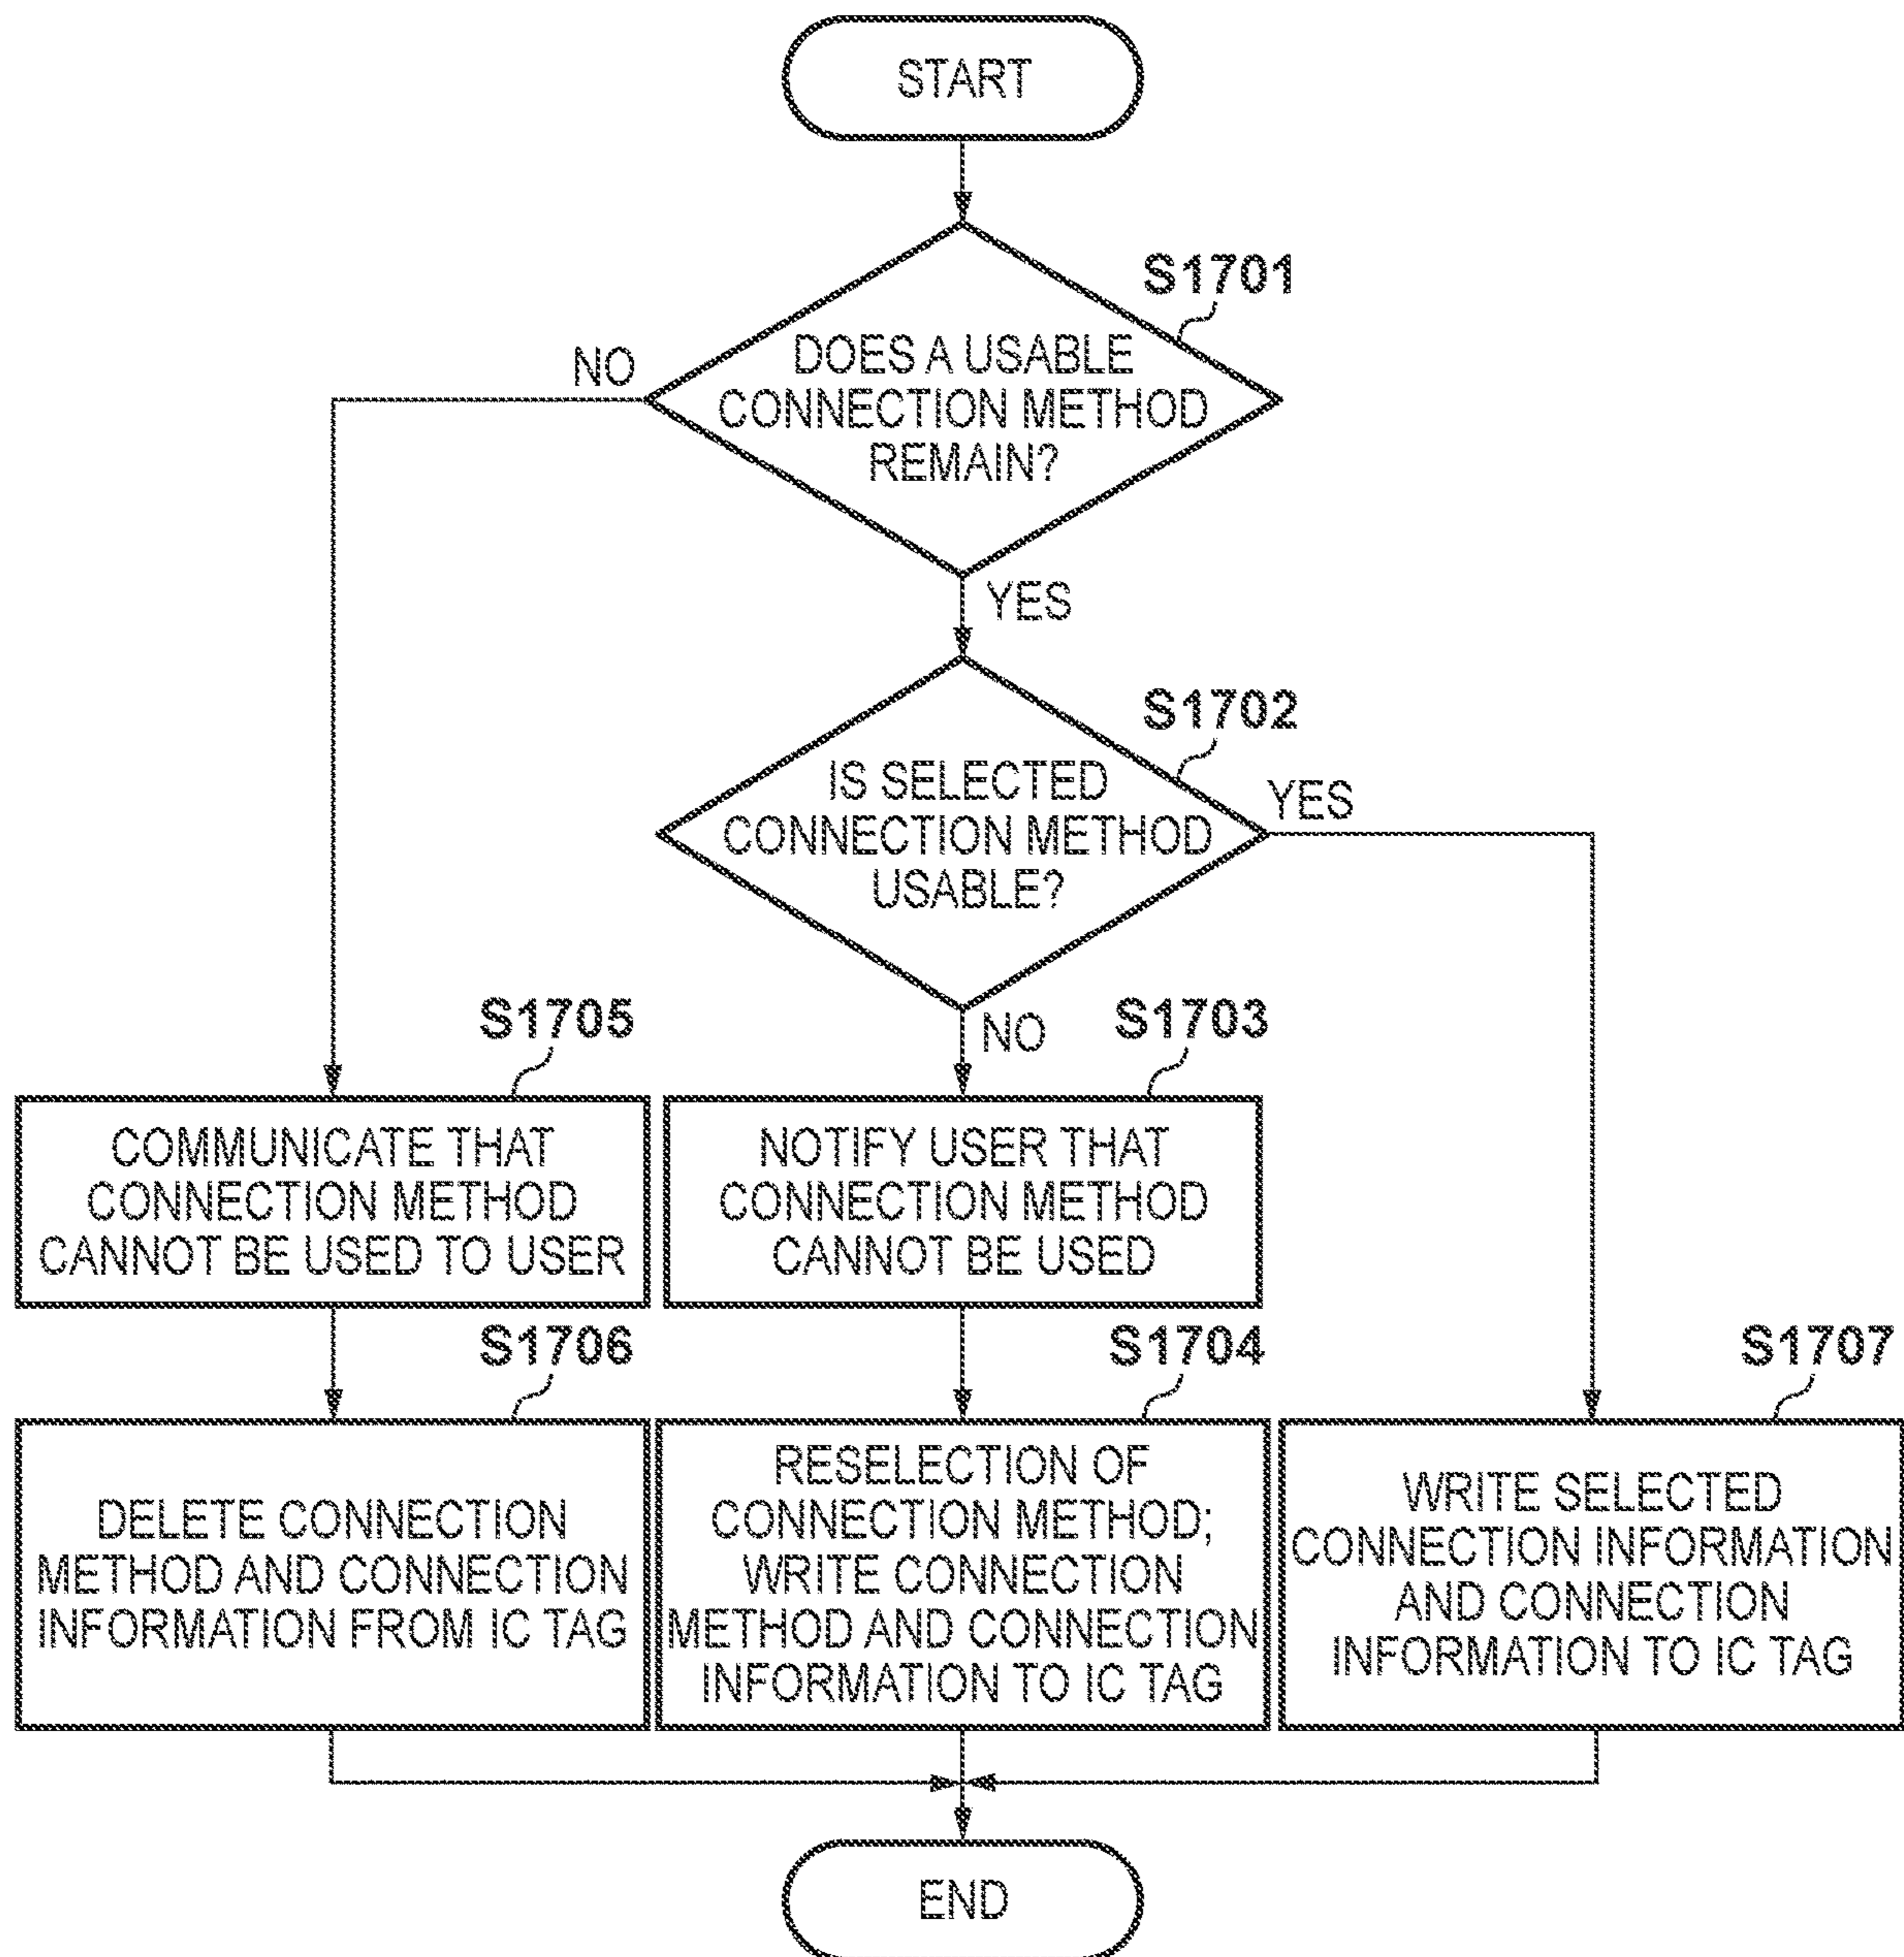 START
S1701
DOES A USABLE
CONNECTION METHOD
REMAIN?
NO
YES
S1702
IS SELECTED
CONNECTION METHOD
USABLE?
YES
NO
S1705
COMMUNICATE THAT
CONNECTION METHOD
CANNOT BE USED TO USER
S1703
NOTIFY USER THAT
CONNECTION METHOD
CANNOT BE USED
S1706
DELETE CONNECTION
METHOD AND CONNECTION
INFORMATION FROM IC TAG
S1704
RESELECTION OF
CONNECTION METHOD;
WRITE CONNECTION
METHOD AND CONNECTION
INFORMATION TO IC TAG
S1707
WRITE SELECTED
CONNECTION INFORMATION
AND CONNECTION
INFORMATION TO IC TAG
END